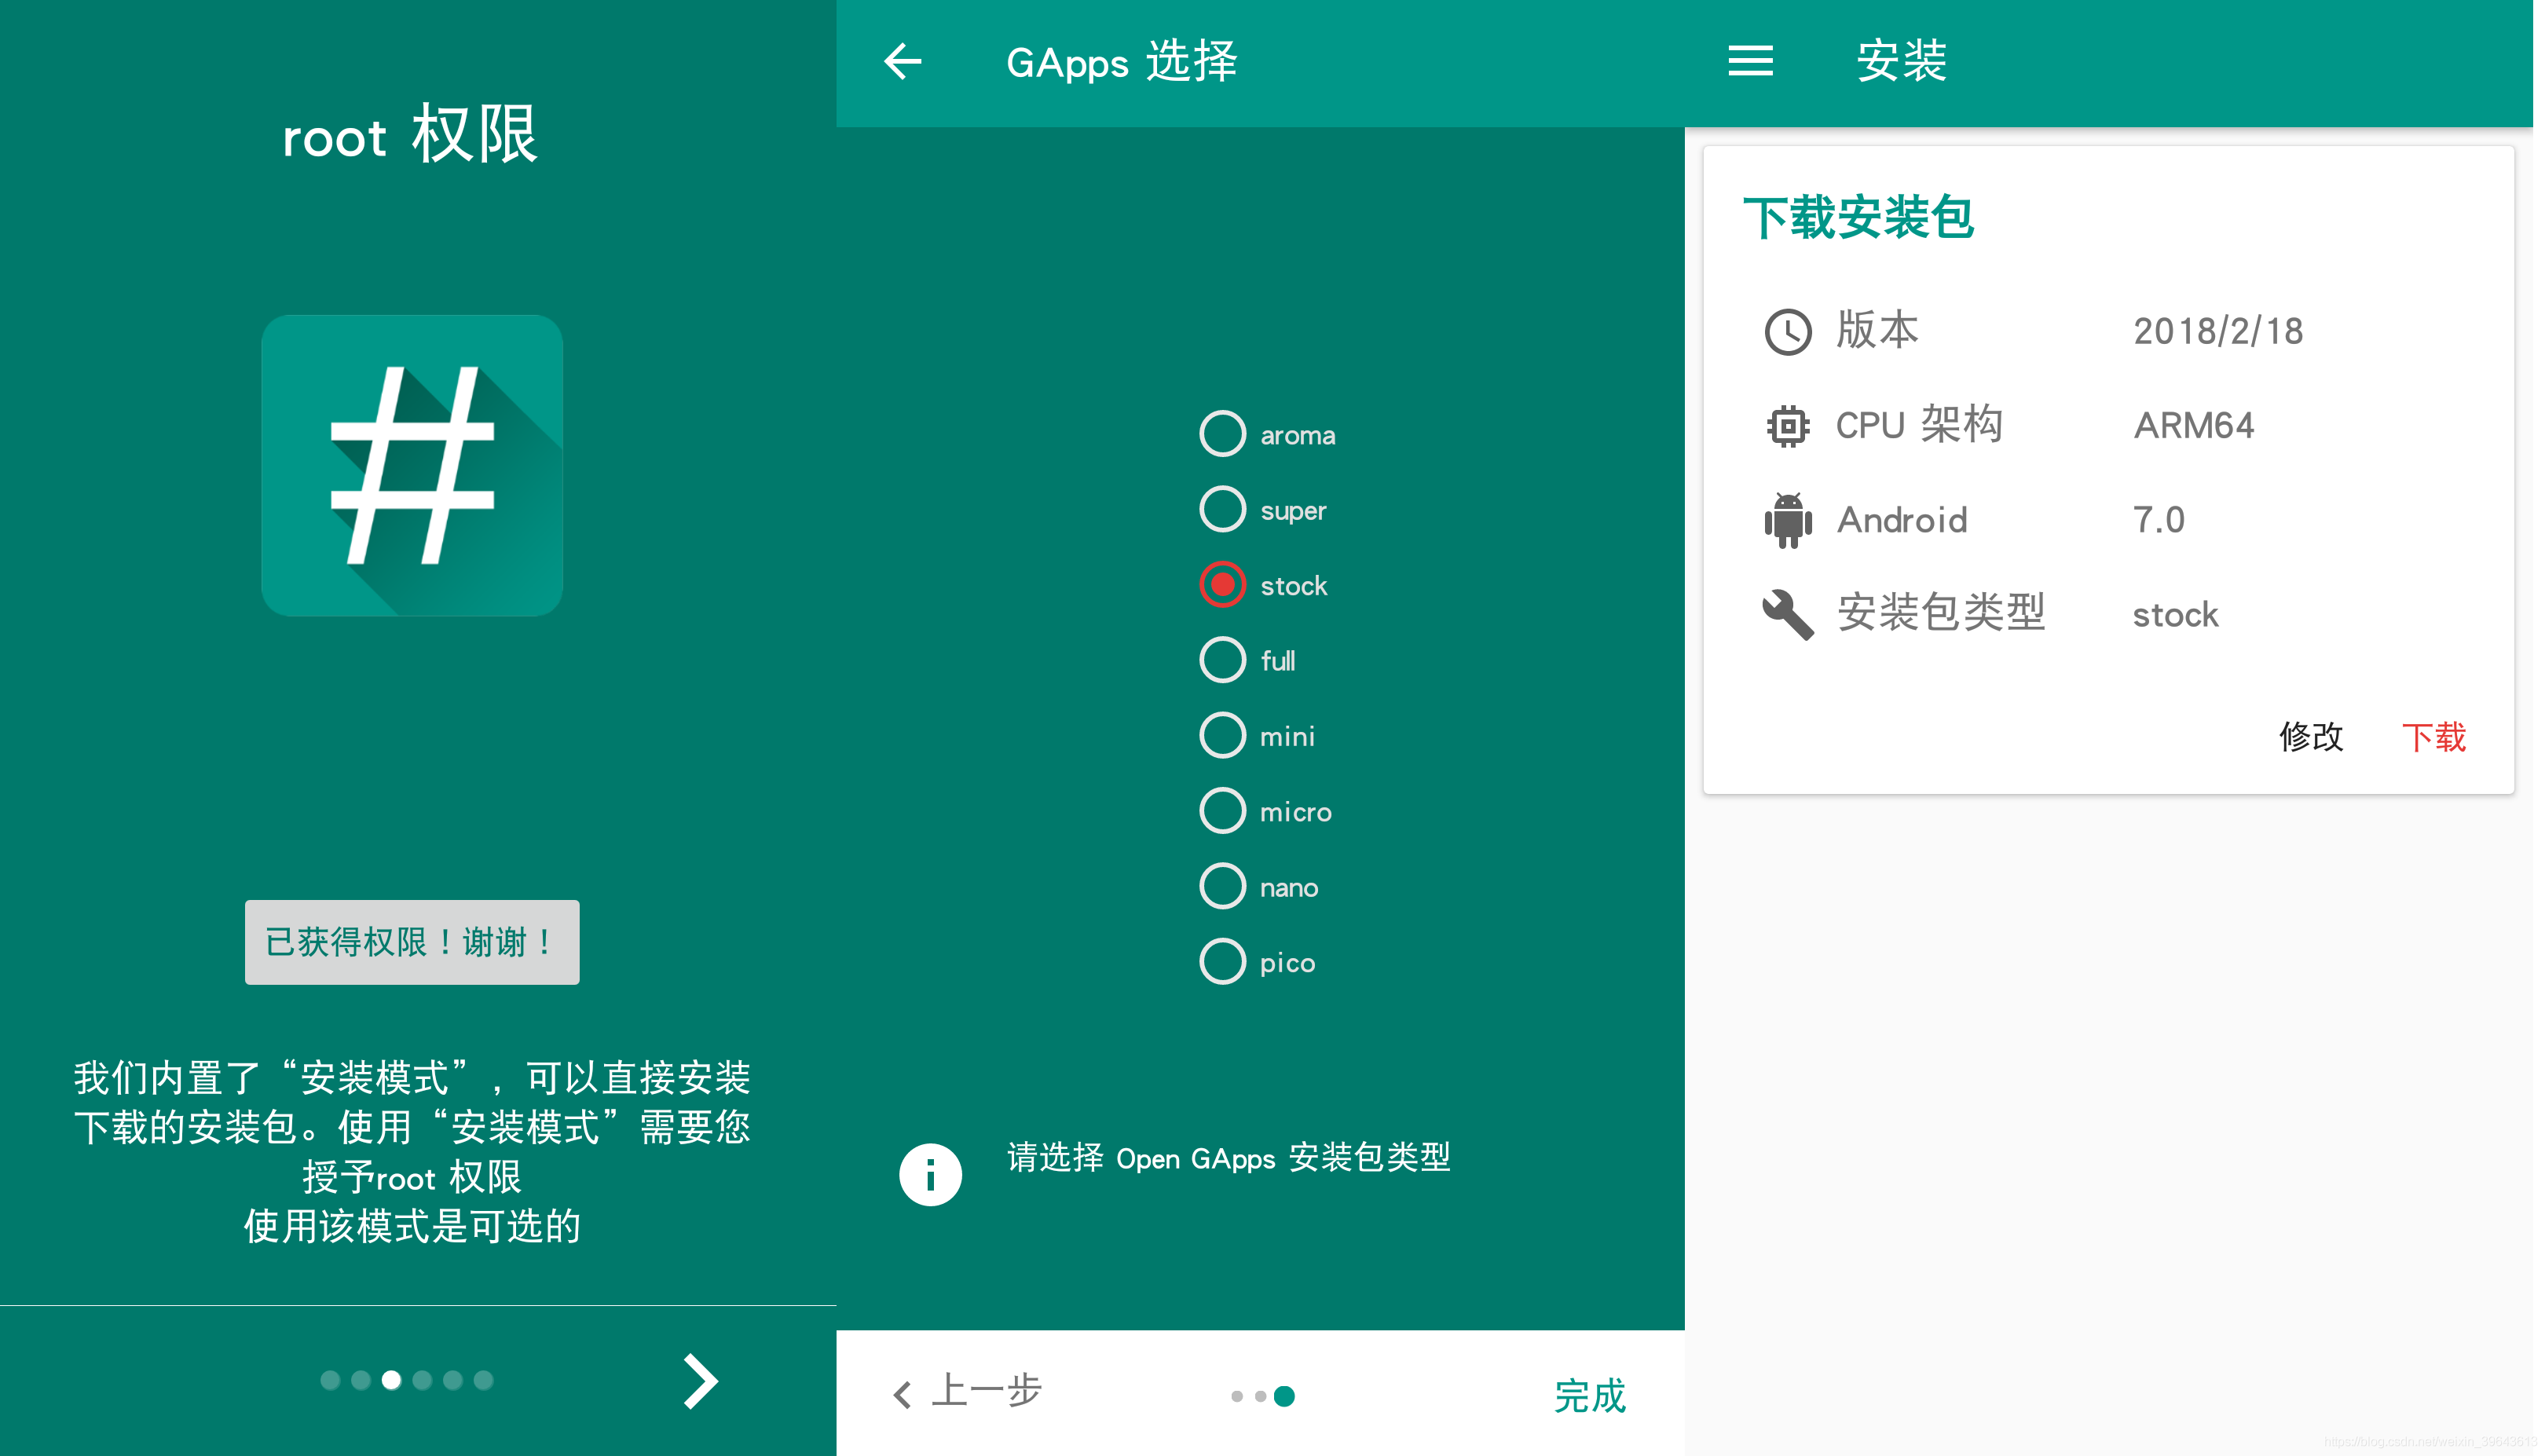 root 权限
已获得权限！谢谢！
我们内置了“安装模式”，可以直接安装
下载的安装包。使用“安装模式”需要您
授予root 权限
使用该模式是可选的
GApps 选择
aroma
super
stock
full
mini
micro
nano
pico
请选择 Open GApps 安装包类型
上一步
完成
安装
下载安装包
版本 2018/2/18
CPU 架构 ARM64
Android 7.0
安装包类型 stock
修改 下载
https://blog.csdn.net/weixin_39643613